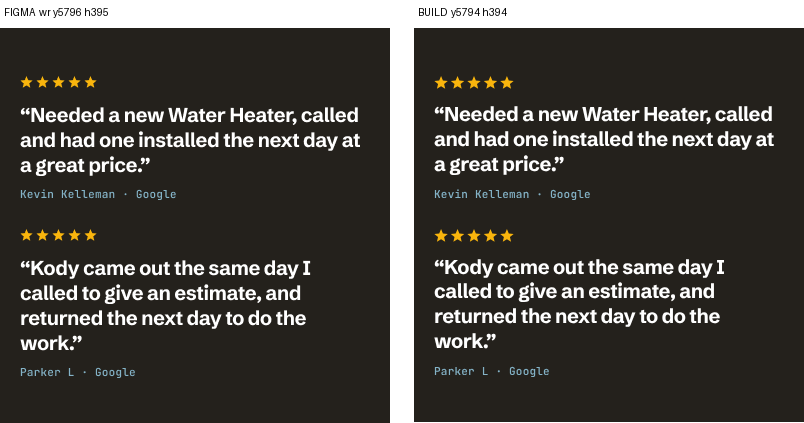 FIGMA wr y5796 h395
★★★★★
“Needed a new Water Heater, called
and had one installed the next day at
a great price.”
Kevin Kelleman · Google
★★★★★
“Kody came out the same day I
called to give an estimate, and
returned the next day to do the
work.”
Parker L · Google
BUILD y5794 h394
★★★★★
“Needed a new Water Heater, called
and had one installed the next day at
a great price.”
Kevin Kelleman · Google
★★★★★
“Kody came out the same day I
called to give an estimate, and
returned the next day to do the
work.”
Parker L · Google